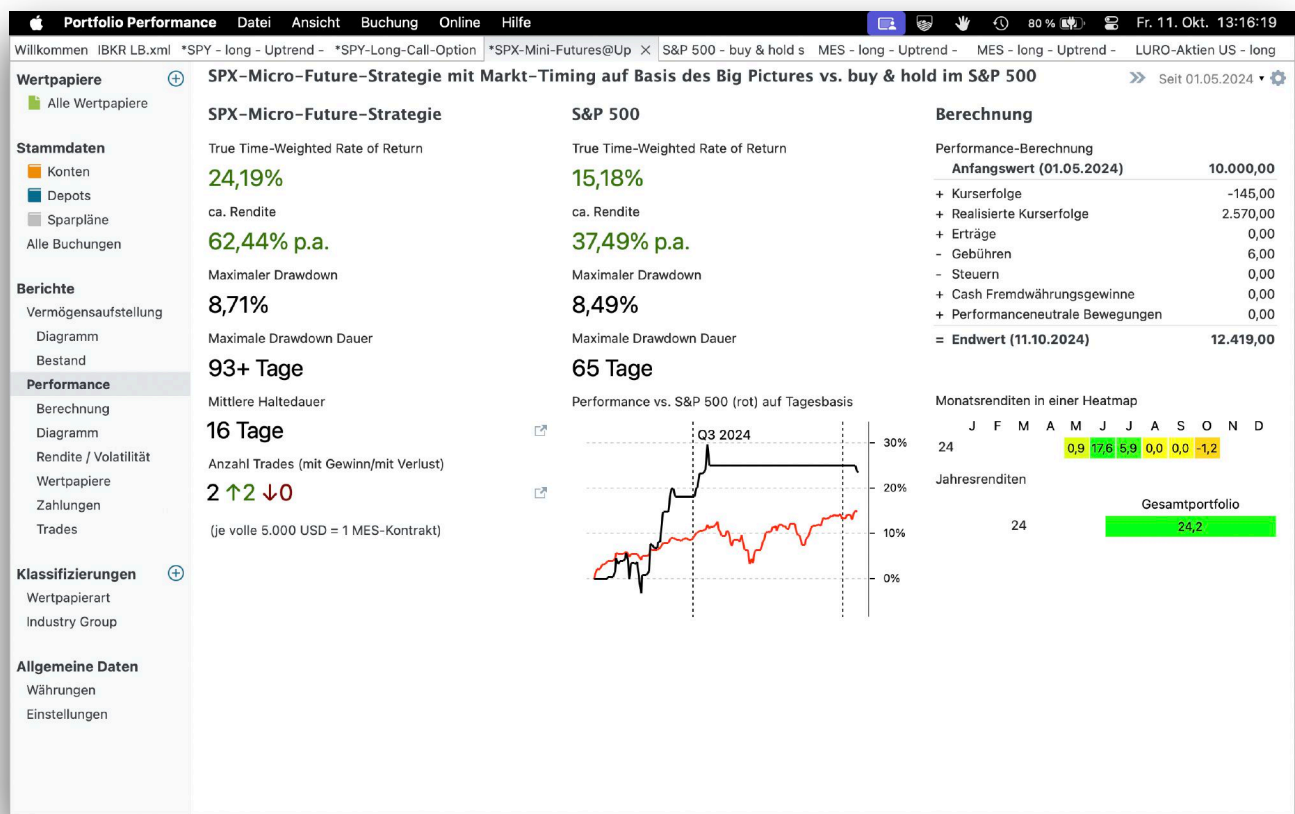 Portfolio Performance Datei Ansicht Buchung Online Hilfe 80 % Fr. 11. Okt. 13:16:19
Willkommen IBKR LB.xml *SPY - long - Uptrend - *SPY-Long-Call-Option *SPX-Mini-Futures@Up × S&P 500 - buy & hold s MES - long - Uptrend - MES - long - Uptrend - LURO-Aktien US - long
Wertpapiere
Alle Wertpapiere
Stammdaten
Konten
Depots
Sparpläne
Alle Buchungen
Berichte
Vermögensaufstellung
Diagramm
Bestand
Performance
Berechnung
Diagramm
Rendite / Volatilität
Wertpapiere
Zahlungen
Trades
Klassifizierungen
Wertpapierart
Industry Group
Allgemeine Daten
Währungen
Einstellungen
SPX-Micro-Future-Strategie mit Markt-Timing auf Basis des Big Pictures vs. buy & hold im S&P 500
Seit 01.05.2024
SPX-Micro-Future-Strategie
True Time-Weighted Rate of Return
24,19%
ca. Rendite
62,44% p.a.
Maximaler Drawdown
8,71%
Maximale Drawdown Dauer
93+ Tage
Mittlere Haltedauer
16 Tage
Anzahl Trades (mit Gewinn/mit Verlust)
2 ↑2 ↓0
(je volle 5.000 USD = 1 MES-Kontrakt)
S&P 500
True Time-Weighted Rate of Return
15,18%
ca. Rendite
37,49% p.a.
Maximaler Drawdown
8,49%
Maximale Drawdown Dauer
65 Tage
Performance vs. S&P 500 (rot) auf Tagesbasis
Q3 2024
30%
20%
10%
0%
Berechnung
Performance-Berechnung
Anfangswert (01.05.2024) 10.000,00
+ Kurserfolge -145,00
+ Realisierte Kurserfolge 2.570,00
+ Erträge 0,00
- Gebühren 6,00
- Steuern 0,00
+ Cash Fremdwährungsgewinne 0,00
+ Performanceneutrale Bewegungen 0,00
= Endwert (11.10.2024) 12.419,00
Monatsrenditen in einer Heatmap
J F M A M J J A S O N D
24 0,9 17,6 5,9 0,0 0,0 -1,2
Jahresrenditen
Gesamtportfolio
24 24,2